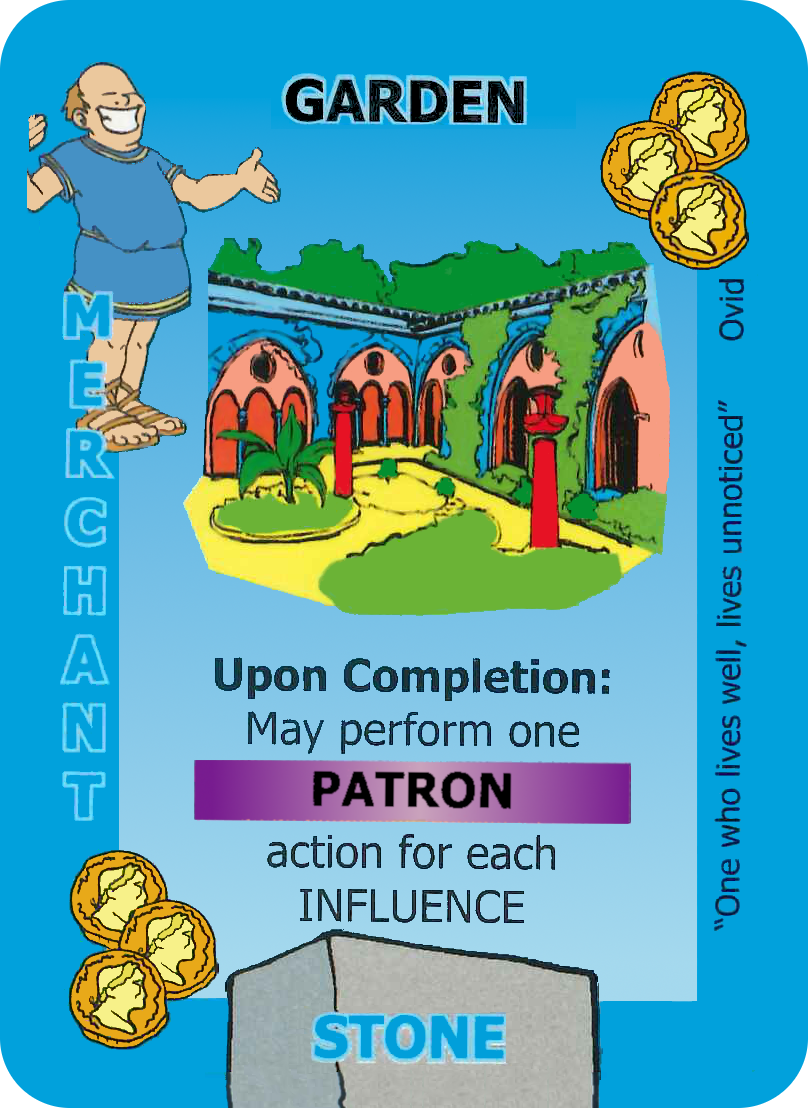 GARDEN
MERCHANT
Upon Completion:
May perform one
PATRON
action for each
INFLUENCE
STONE
“One who lives well, lives unnoticed” Ovid